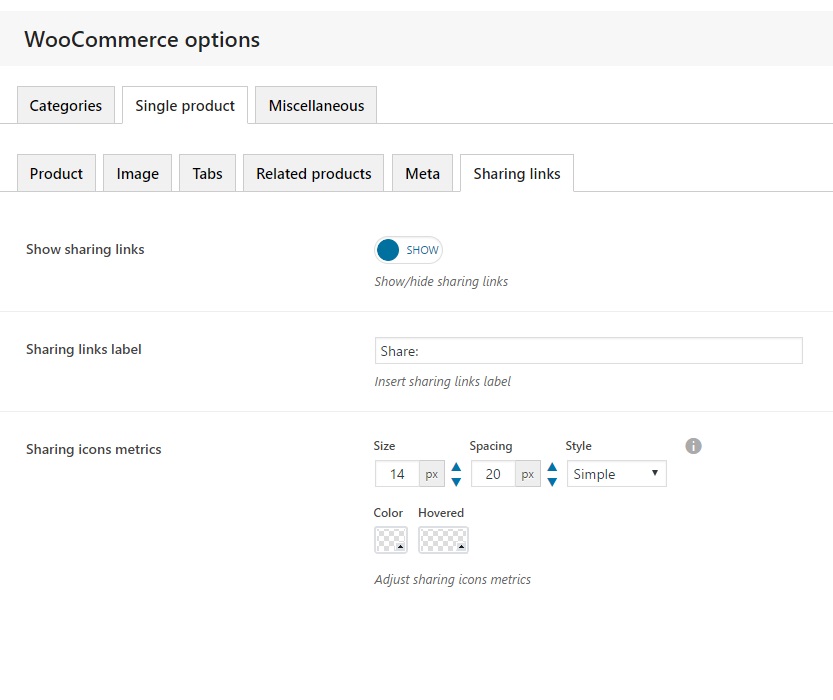 WooCommerce options
Categories Single product Miscellaneous
Product Image Tabs Related products Meta Sharing links
Show sharing links SHOW
Show/hide sharing links
Sharing links label Share:
Insert sharing links label
Sharing icons metrics Size Spacing Style i
14 px 20 px Simple
Color Hovered
Adjust sharing icons metrics